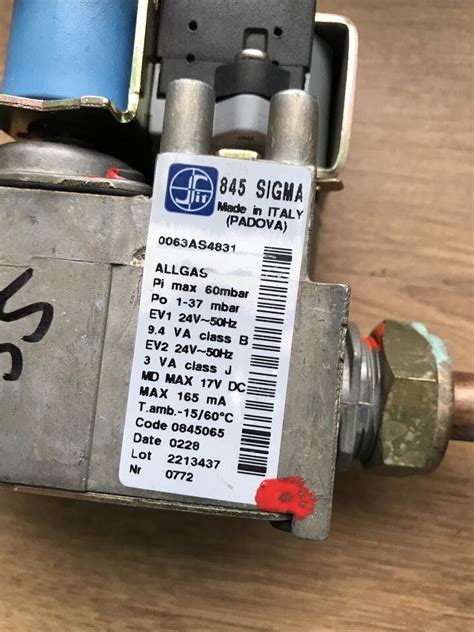 Sit 845 SIGMA
Made in ITALY
(PADOVA)
0063AS4831
ALLGAS
Pi max 60mbar
Po 1-37 mbar
EV1 24V~50Hz
9.4 VA class B
EV2 24V~50Hz
3 VA class J
MD MAX 17V DC
MAX 165 mA
T.amb.-15/60°C
Code 0845065
Date 0228
Lot 2213437
Nr 0772